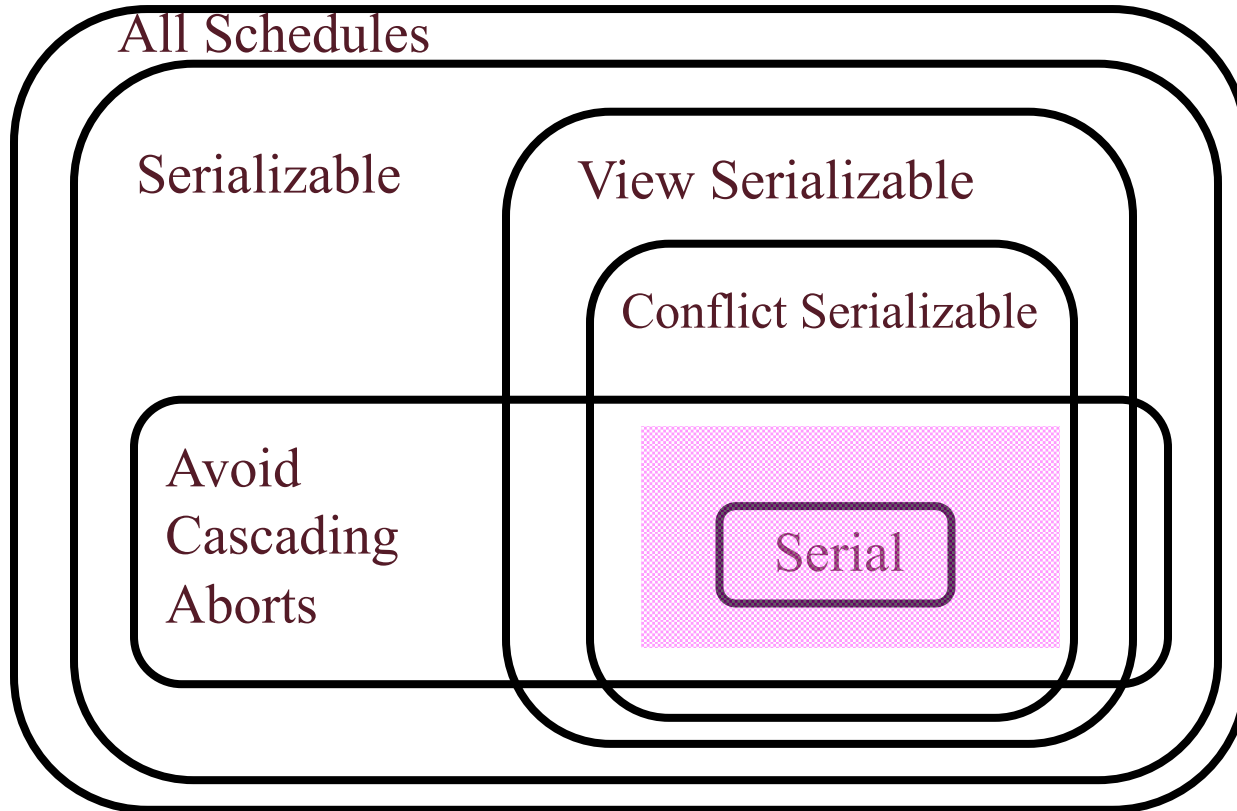 All Schedules
Serializable
View Serializable
Conflict Serializable
Avoid
Cascading
Aborts
Serial